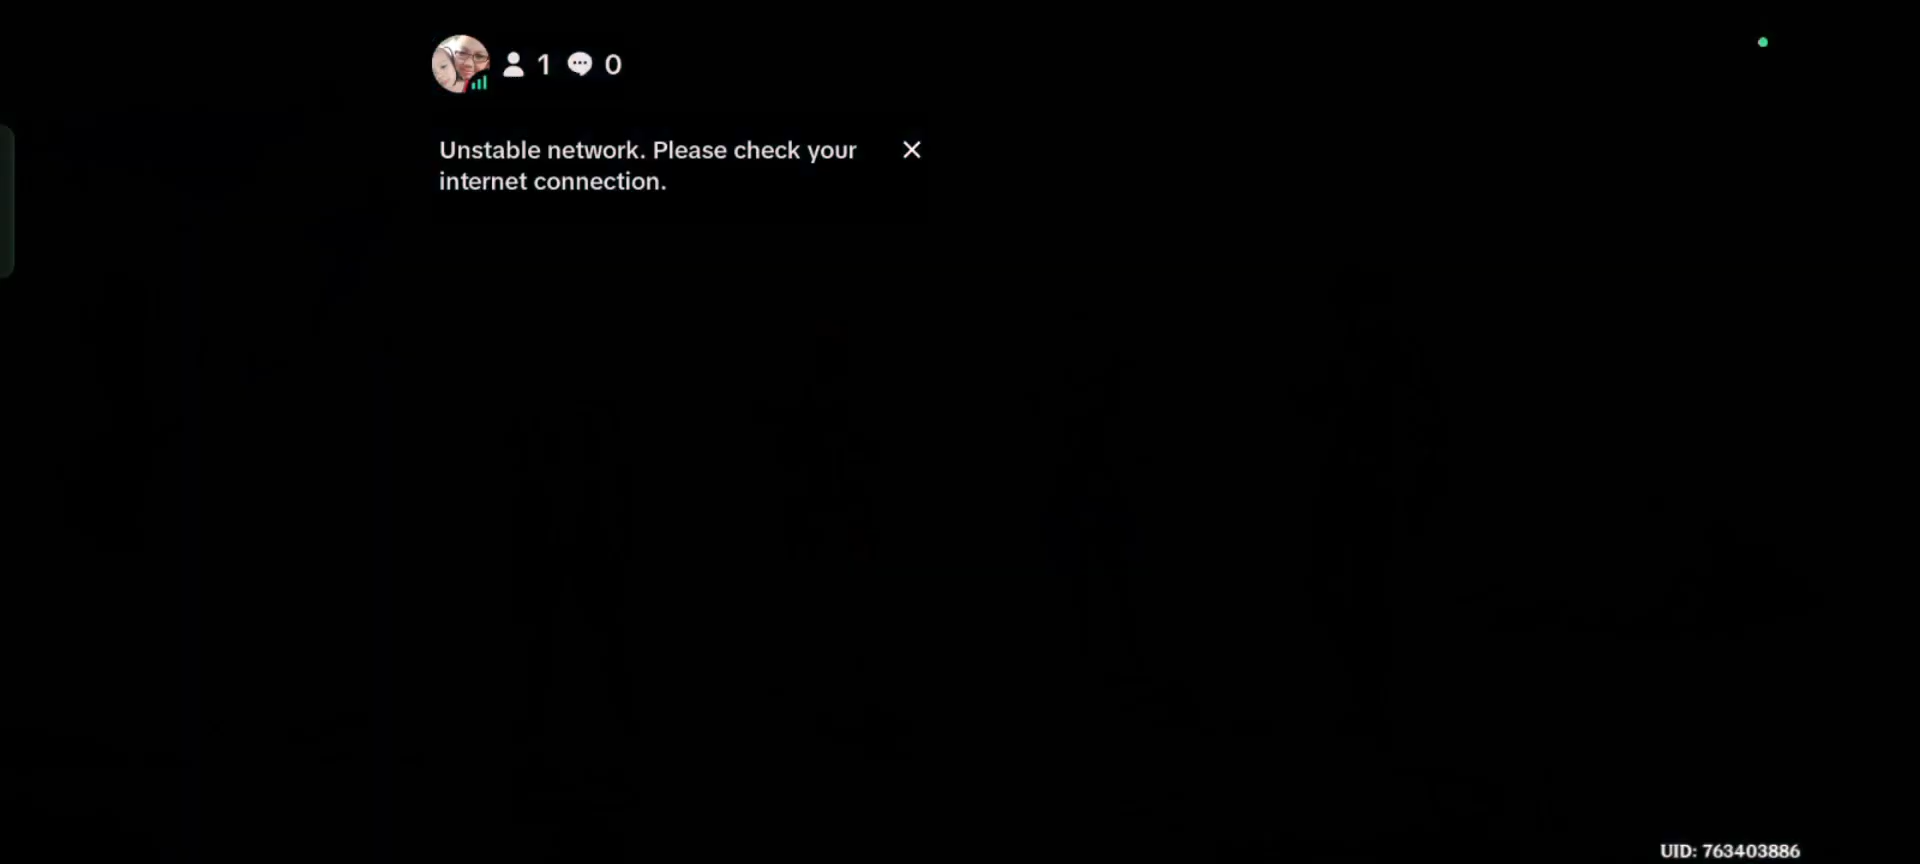 1 0
Unstable network. Please check your
internet connection.
UID: 763403886